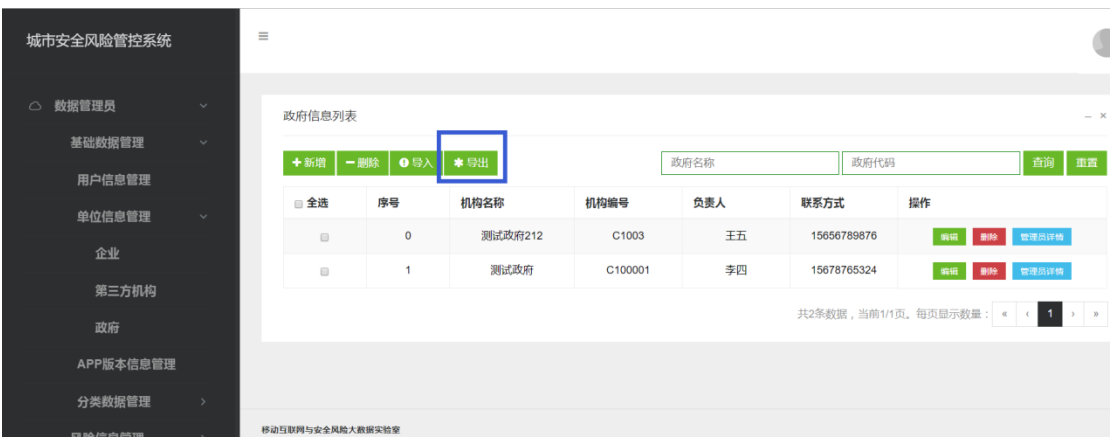 城市安全风险管控系统
数据管理员
基础数据管理
用户信息管理
单位信息管理
企业
第三方机构
政府
APP版本信息管理
分类数据管理
风险信息管理
政府信息列表
新增 删除 导入 导出 政府名称 政府代码 查询 重置
全选 序号 机构名称 机构编号 负责人 联系方式 操作
0 测试政府212 C1003 王五 15656789876 编辑 删除 管理员详情
1 测试政府 C100001 李四 15678765324 编辑 删除 管理员详情
共2条数据，当前1/1页。每页显示数量： « ‹ 1 › »
移动互联网与安全风险大数据实验室